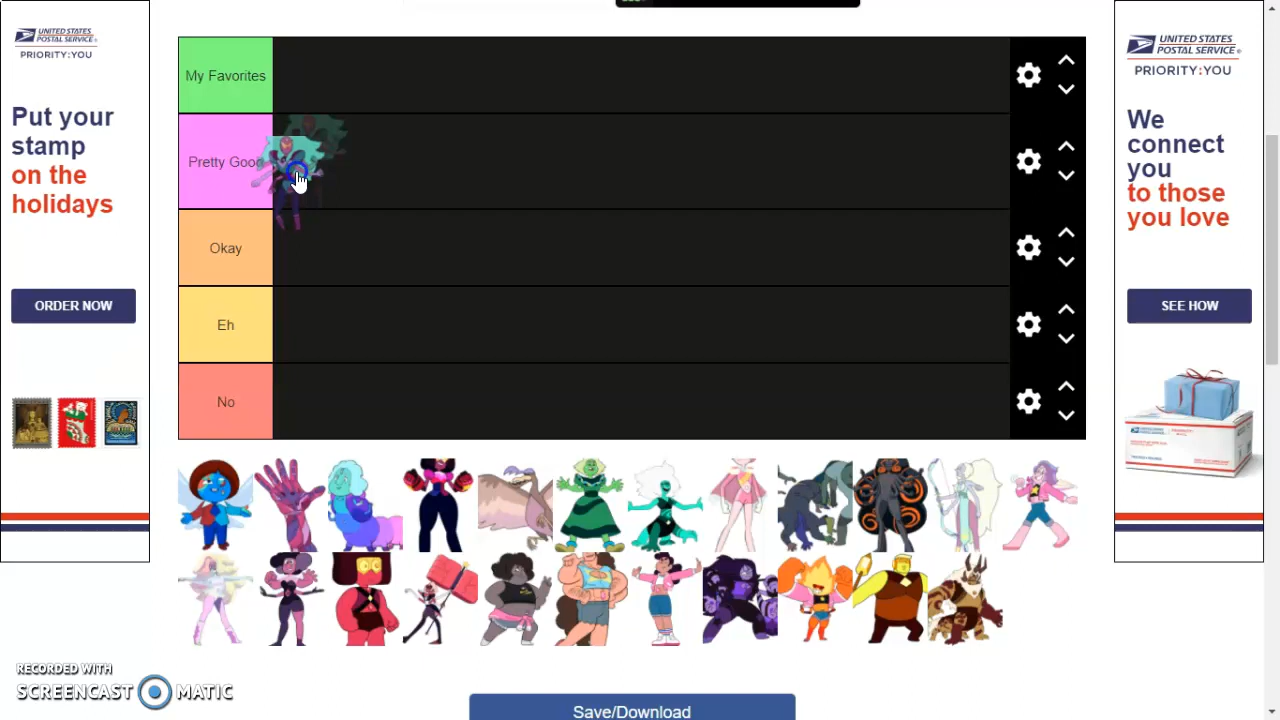 UNITED STATES
POSTAL SERVICE
PRIORITY:YOU
Put your
stamp
on the
holidays
ORDER NOW
My Favorites
Pretty Good
Okay
Eh
No
UNITED STATES
POSTAL SERVICE
PRIORITY:YOU
We
connect
you
to those
you love
SEE HOW
RECORDED WITH
SCREENCAST MATIC
Save/Download